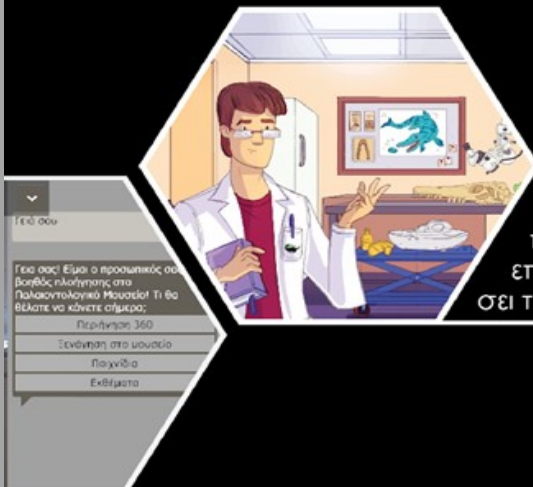 Γειά σου
Γεια σας! Είμαι ο προσωπικός σας
βοηθός πλοήγησης στο
Παλαιοντολογικό Μουσείο! Τι θα
θέλατε να κάνετε σήμερα;
Περιήγηση 360
Ξενάγηση στο μουσείο
Παιχνίδια
Εκθέματα
επ
σει τ